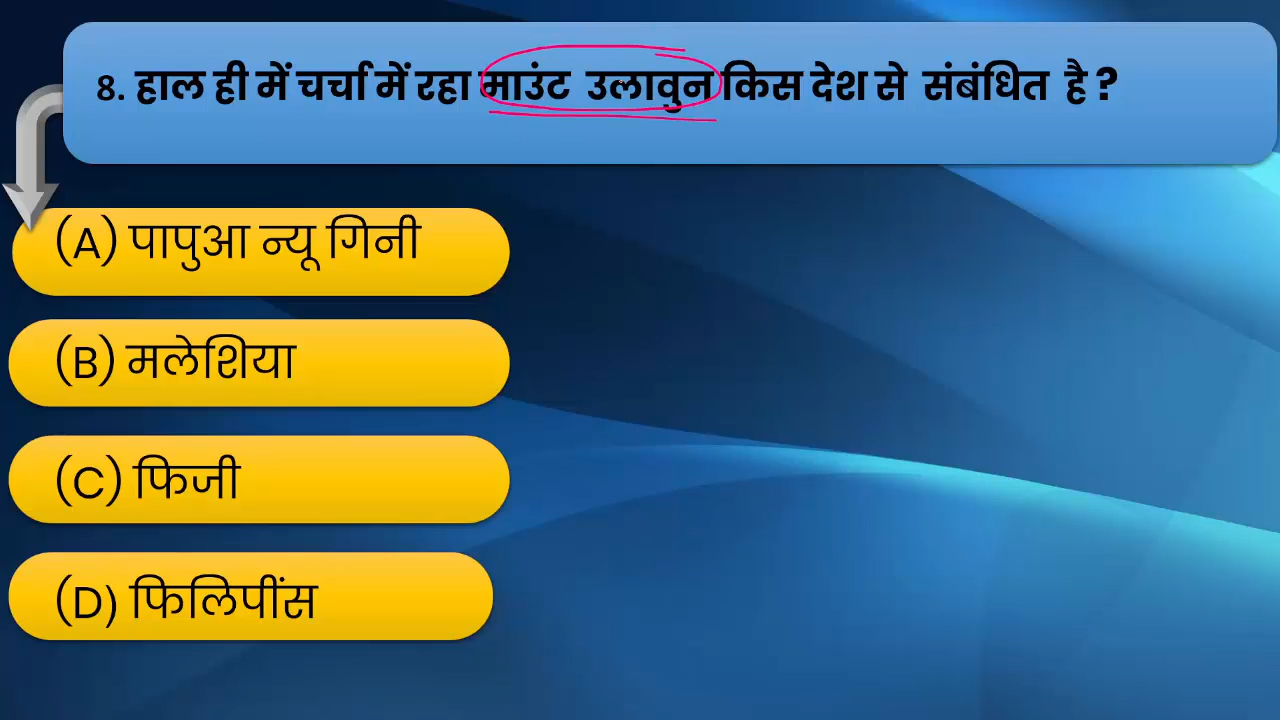 8. हाल ही में चर्चा में रहा माउंट उलावुन किस देश से संबंधित है ?
(A) पापुआ न्यू गिनी
(B) मलेशिया
(C) फिजी
(D) फिलिपींस